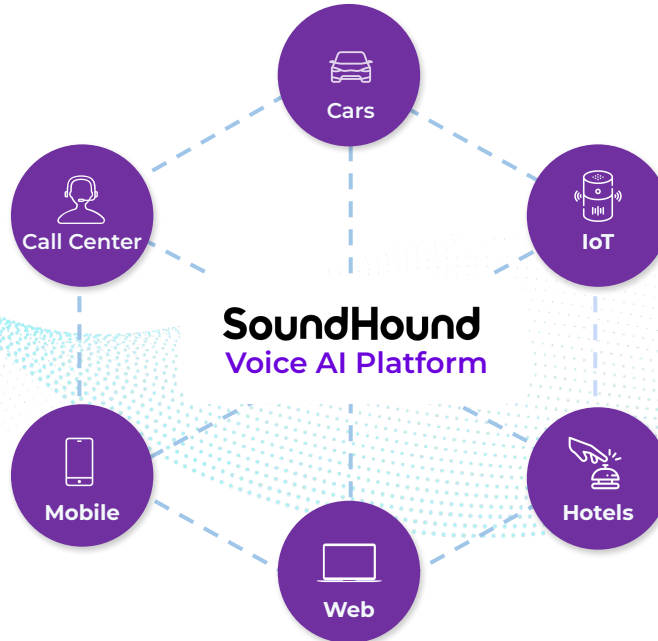 Cars
Call Center
IoT
SoundHound
Voice AI Platform
Mobile
Hotels
Web